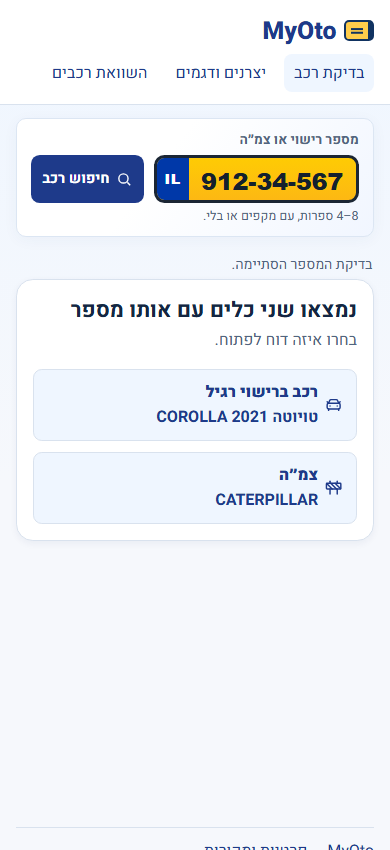 MyOto
בדיקת רכב
יצרנים ודגמים
השוואת רכבים
מספר רישוי או צמ״ה
912-34-567
IL
חיפוש רכב
4–8 ספרות, עם מקפים או בלי.
בדיקת המספר הסתיימה.
נמצאו שני כלים עם אותו מספר
בחרו איזה דוח לפתוח.
רכב ברישוי רגיל
טויוטה COROLLA 2021
צמ״ה
CATERPILLAR
MyOto — פרטיות ומקורות